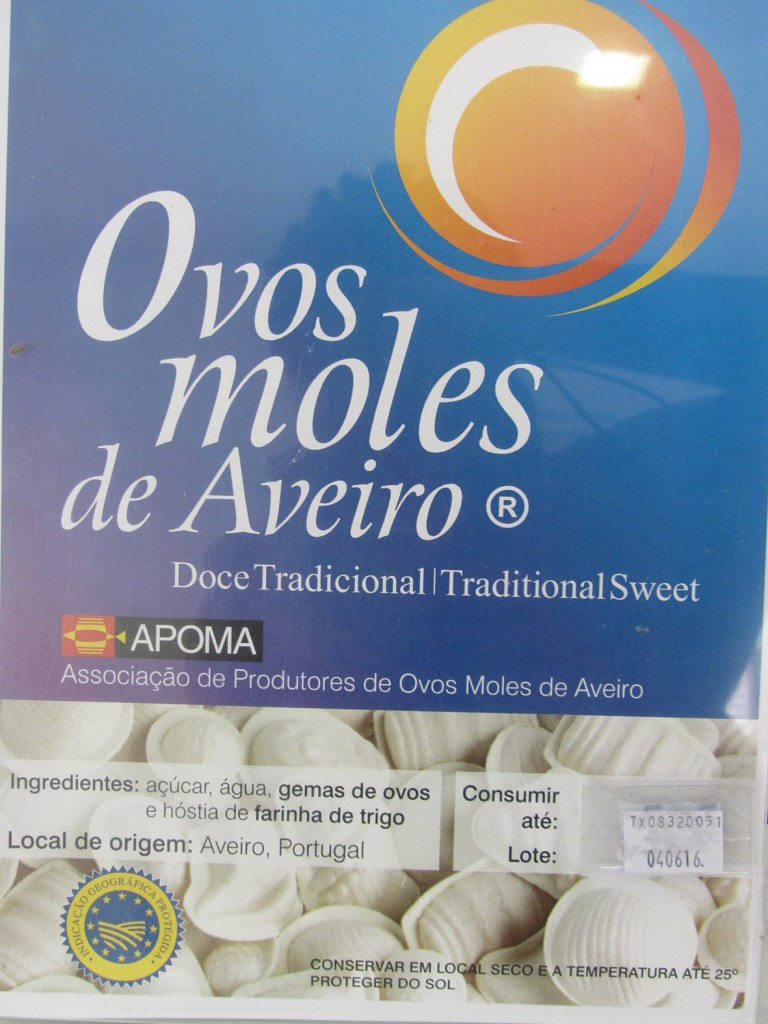 Ovos
moles
de Aveiro ®
Doce Tradicional | Traditional Sweet
APOMA
Associação de Produtores de Ovos Moles de Aveiro
Ingredientes: açúcar, água, gemas de ovos
e hóstia de farinha de trigo
Local de origem: Aveiro, Portugal
Consumir
até:
Lote:
TX08320051
040616.
INDICAÇÃO GEOGRÁFICA PROTEGIDA
CONSERVAR EM LOCAL SECO E A TEMPERATURA ATÉ 25º
PROTEGER DO SOL